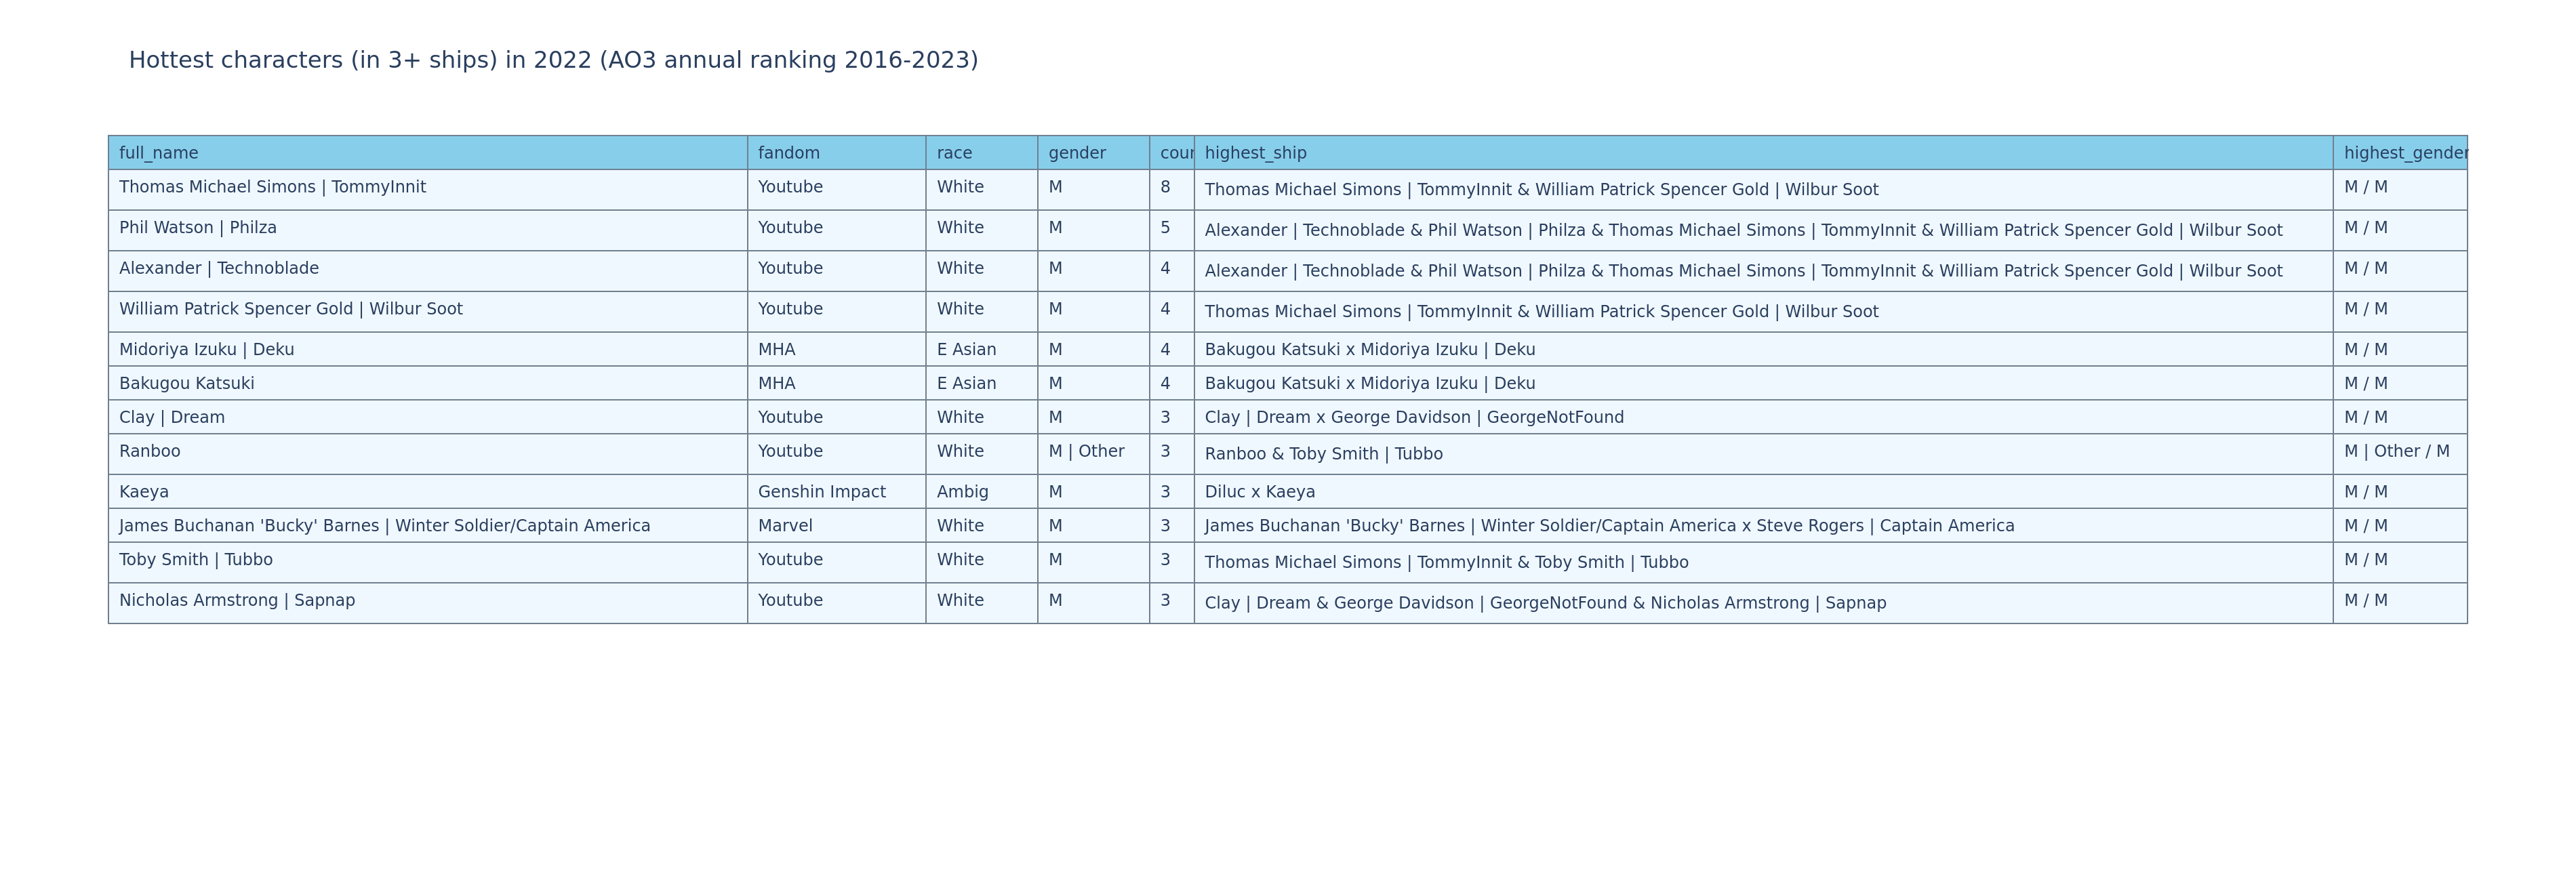 Hottest characters (in 3+ ships) in 2022 (AO3 annual ranking 2016-2023)
full_name fandom race gender cour highest_ship highest_gender
Thomas Michael Simons | TommyInnit Youtube White M 8 Thomas Michael Simons | TommyInnit & William Patrick Spencer Gold | Wilbur Soot M / M
Phil Watson | Philza Youtube White M 5 Alexander | Technoblade & Phil Watson | Philza & Thomas Michael Simons | TommyInnit & William Patrick Spencer Gold | Wilbur Soot M / M
Alexander | Technoblade Youtube White M 4 Alexander | Technoblade & Phil Watson | Philza & Thomas Michael Simons | TommyInnit & William Patrick Spencer Gold | Wilbur Soot M / M
William Patrick Spencer Gold | Wilbur Soot Youtube White M 4 Thomas Michael Simons | TommyInnit & William Patrick Spencer Gold | Wilbur Soot M / M
Midoriya Izuku | Deku MHA E Asian M 4 Bakugou Katsuki x Midoriya Izuku | Deku M / M
Bakugou Katsuki MHA E Asian M 4 Bakugou Katsuki x Midoriya Izuku | Deku M / M
Clay | Dream Youtube White M 3 Clay | Dream x George Davidson | GeorgeNotFound M / M
Ranboo Youtube White M | Other 3 Ranboo & Toby Smith | Tubbo M | Other / M
Kaeya Genshin Impact Ambig M 3 Diluc x Kaeya M / M
James Buchanan 'Bucky' Barnes | Winter Soldier/Captain America Marvel White M 3 James Buchanan 'Bucky' Barnes | Winter Soldier/Captain America x Steve Rogers | Captain America M / M
Toby Smith | Tubbo Youtube White M 3 Thomas Michael Simons | TommyInnit & Toby Smith | Tubbo M / M
Nicholas Armstrong | Sapnap Youtube White M 3 Clay | Dream & George Davidson | GeorgeNotFound & Nicholas Armstrong | Sapnap M / M